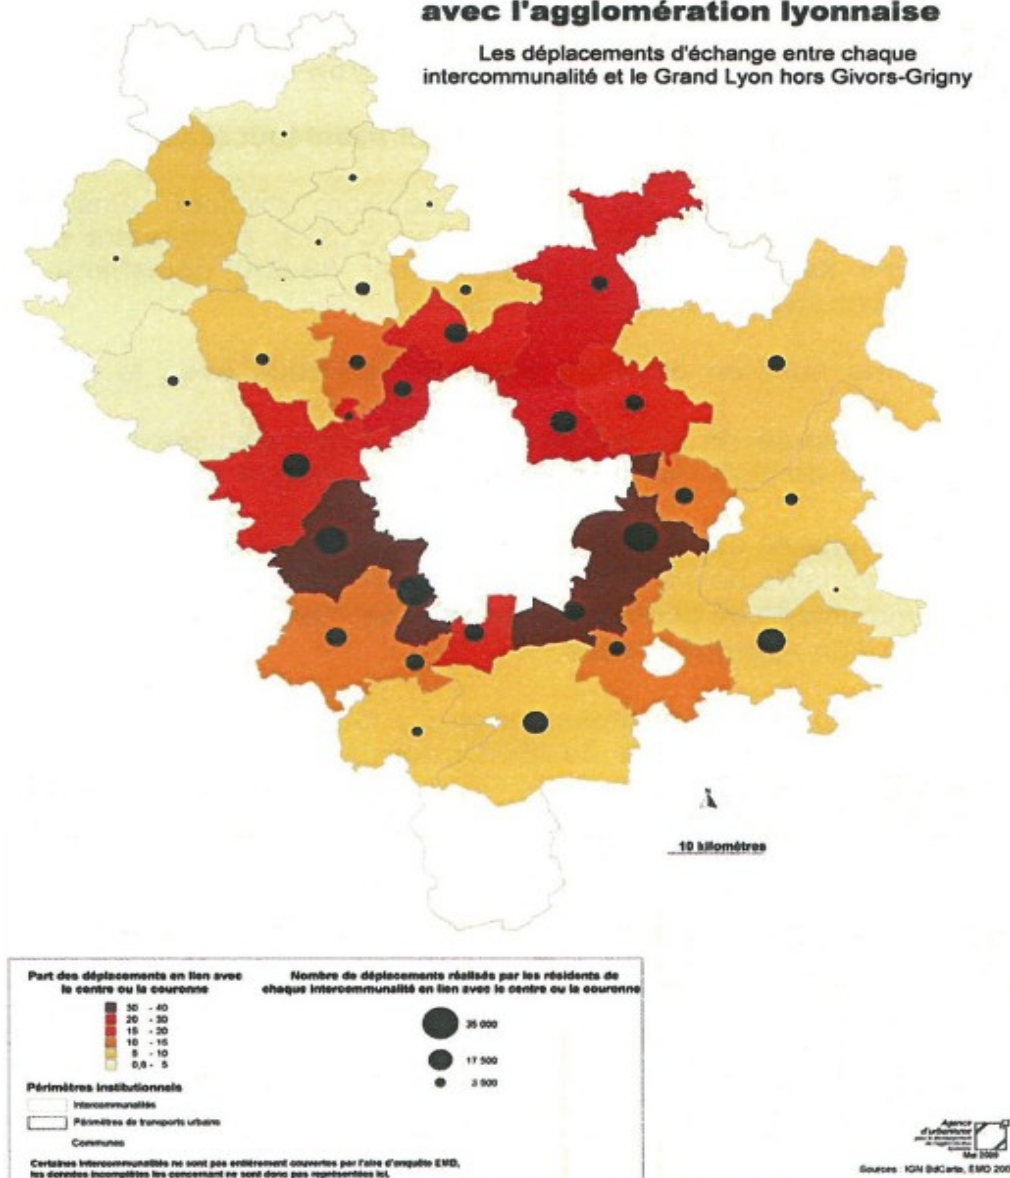 avec l'agglomération lyonnaise
Les déplacements d'échange entre chaque
intercommunalité et le Grand Lyon hors Givors-Grigny
N
10 kilomètres
Part des déplacements en lien avec
le centre ou la couronne
30 - 40
20 - 30
15 - 20
10 - 15
5 - 10
0,8 - 5
Nombre de déplacements réalisés par les résidents de
chaque intercommunalité en lien avec le centre ou la couronne
35 000
17 500
3 500
Périmètres institutionnels
Intercommunalités
Périmètres de transports urbains
Communes
Certaines intercommunalités ne sont pas entièrement couvertes par l'aire d'enquête EMD,
les données incomplètes les concernant ne sont donc pas représentées ici.
Agence
d'urbanisme
Mai 2009
Sources : IGN BdCarto, EMD 200